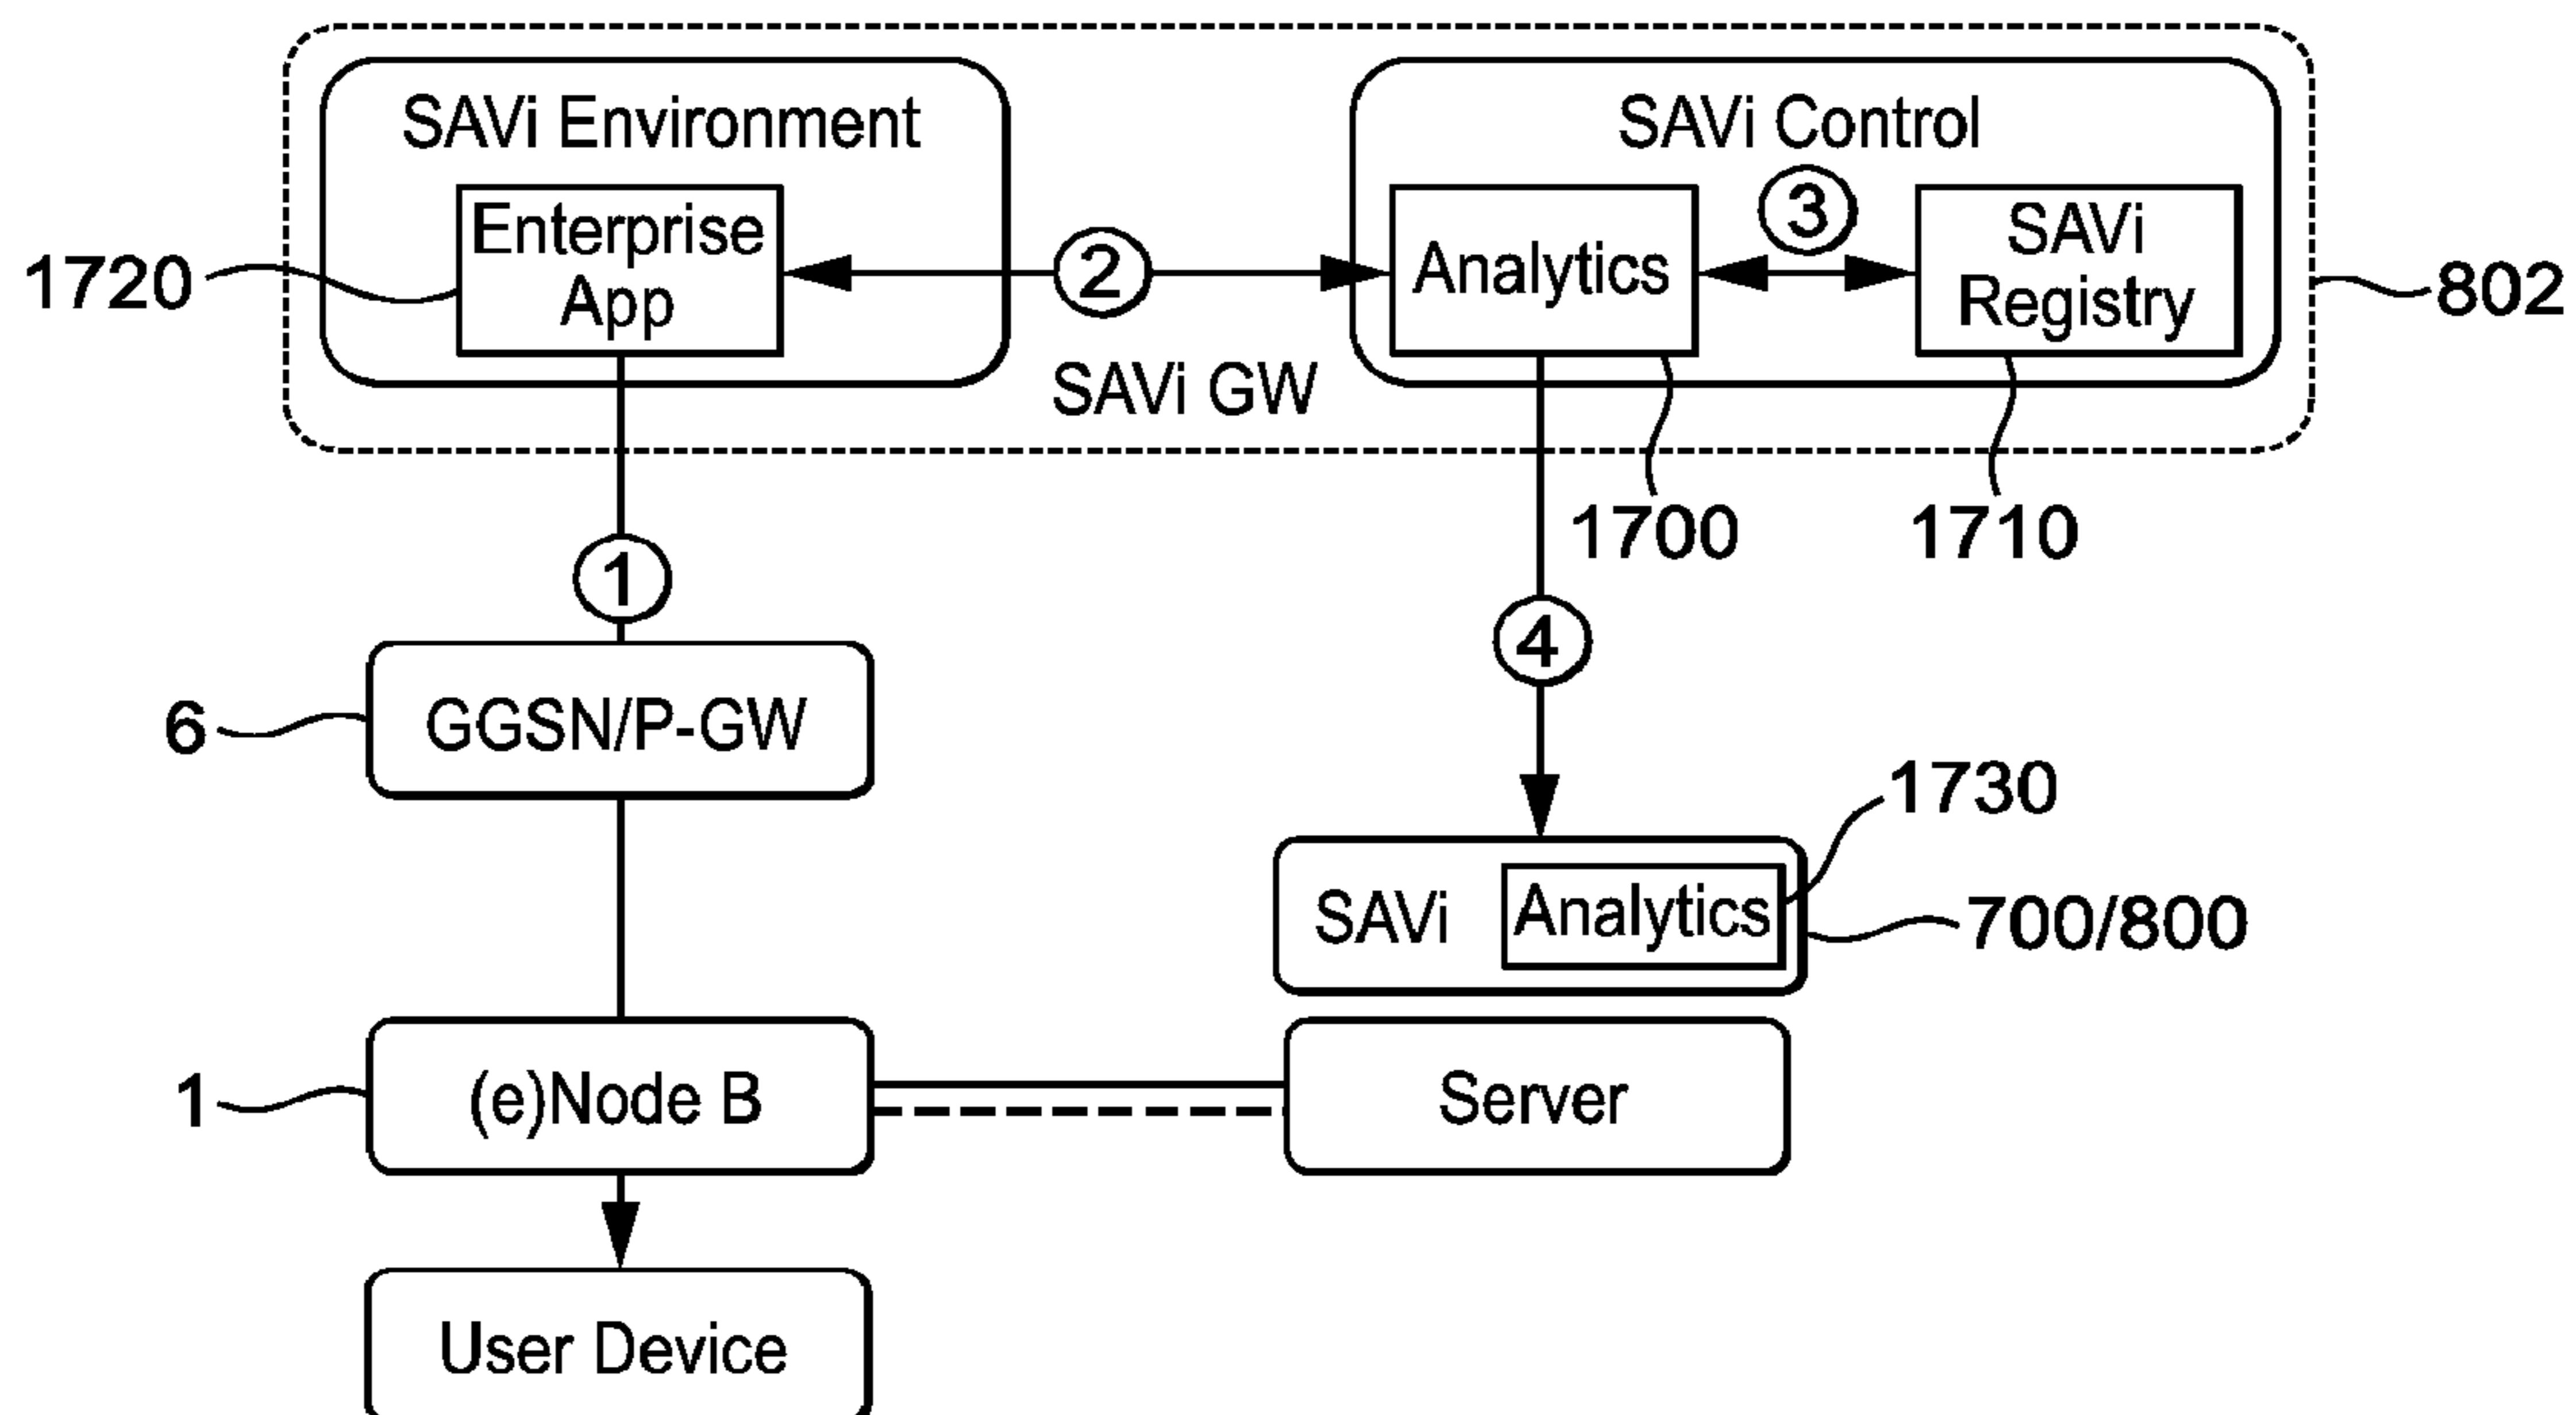 SAVi Environment
SAVi Control
Enterprise
App
2
Analytics
3
SAVi
Registry
1720
802
SAVi GW
1700
1710
1
4
6
GGSN/P-GW
1730
SAVi
Analytics
700/800
1
(e)Node B
Server
User Device